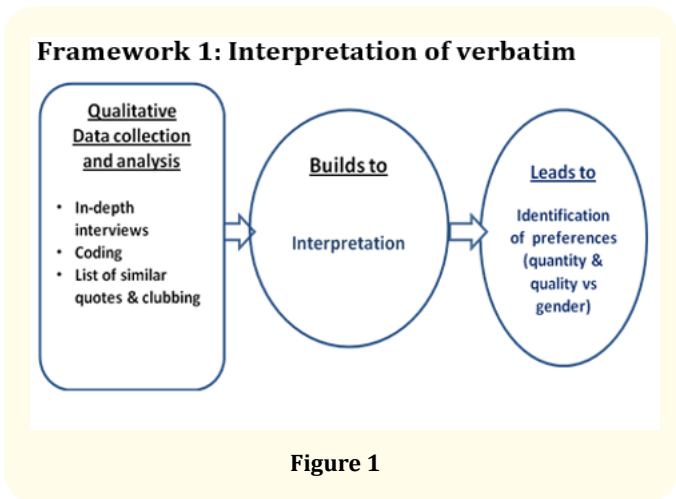 Framework 1: Interpretation of verbatim
Qualitative
Data collection
and analysis
• In-depth
interviews
• Coding
• List of similar
quotes & clubbing
Builds to
Interpretation
Leads to
Identification
of preferences
(quantity &
quality vs
gender)
Figure 1